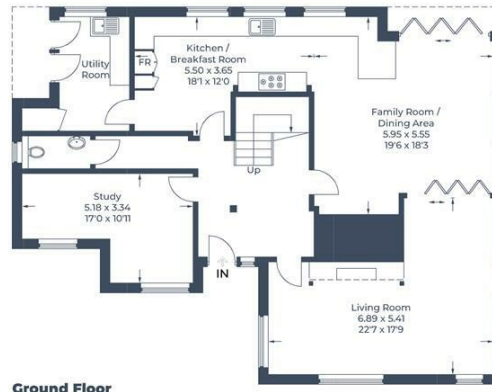 Kitchen /
Breakfast Room
5.50 x 3.65
18'1 x 12'0
FR
Utility
Room
Family Room /
Dining Area
5.95 x 5.55
19'6 x 18'3
Up
Study
5.18 x 3.34
17'0 x 10'11
IN
Living Room
6.89 x 5.41
22'7 x 17'9
Ground Floor